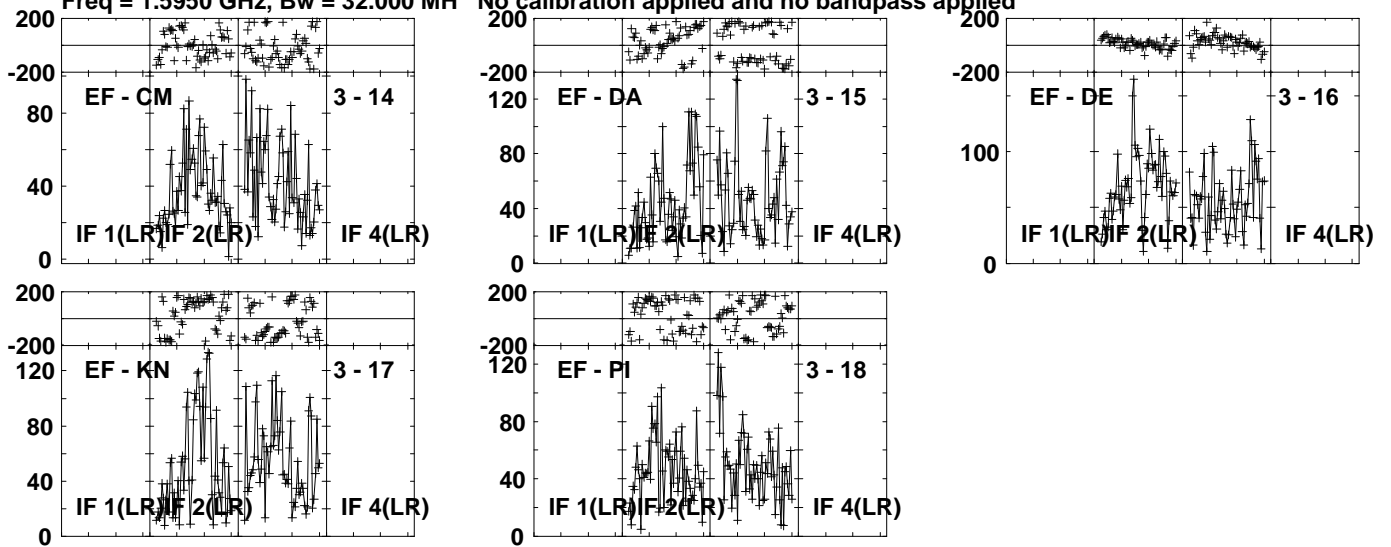 Freq = 1.5950 GHz, Bw = 32.000 MH No calibration applied and no bandpass applied
200
-200
EF - CM
3 - 14
80
40
0
IF 1(LR)
IF 2(LR)
IF 4(LR)
200
-200
EF - DA
3 - 15
120
80
40
0
IF 1(LR)
IF 2(LR)
IF 4(LR)
200
-200
EF - DE
3 - 16
100
0
IF 1(LR)
IF 2(LR)
IF 4(LR)
200
-200
EF - KN
3 - 17
120
80
40
0
IF 1(LR)
IF 2(LR)
IF 4(LR)
200
-200
EF - PI
3 - 18
120
80
40
0
IF 1(LR)
IF 2(LR)
IF 4(LR)